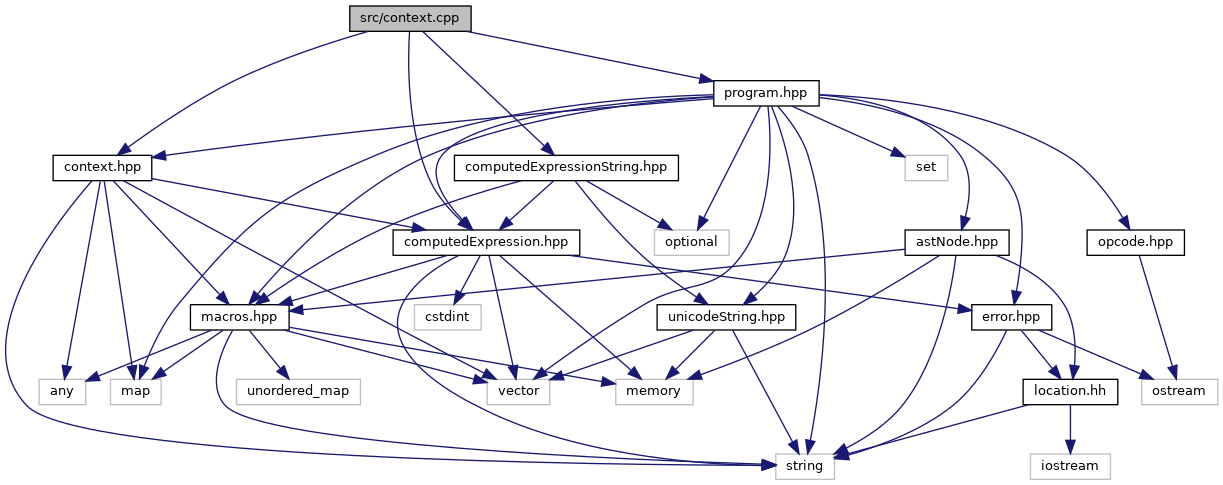 src/context.cpp
program.hpp
context.hpp
computedExpressionString.hpp
set
computedExpression.hpp
optional
astNode.hpp
opcode.hpp
macros.hpp
cstdint
unicodeString.hpp
error.hpp
any
map
unordered_map
vector
memory
location.hh
ostream
string
iostream